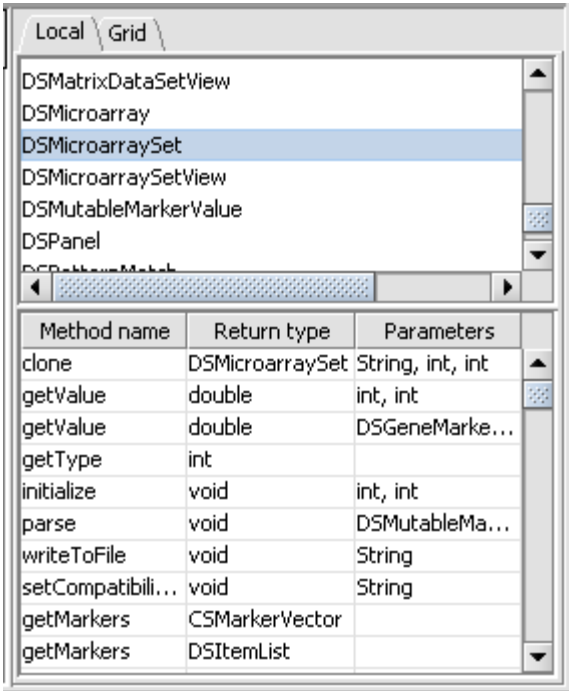 Local Grid
DSMatrixDataSetView
DSMicroarray
DSMicroarraySet
DSMicroarraySetView
DSMutableMarkerValue
DSPanel
DSPatternMatch
Method name Return type Parameters
clone DSMicroarraySet String, int, int
getValue double int, int
getValue double DSGeneMarke...
getType int
initialize void int, int
parse void DSMutableMa...
writeToFile void String
setCompatibili... void String
getMarkers CSMarkerVector
getMarkers DSItemList